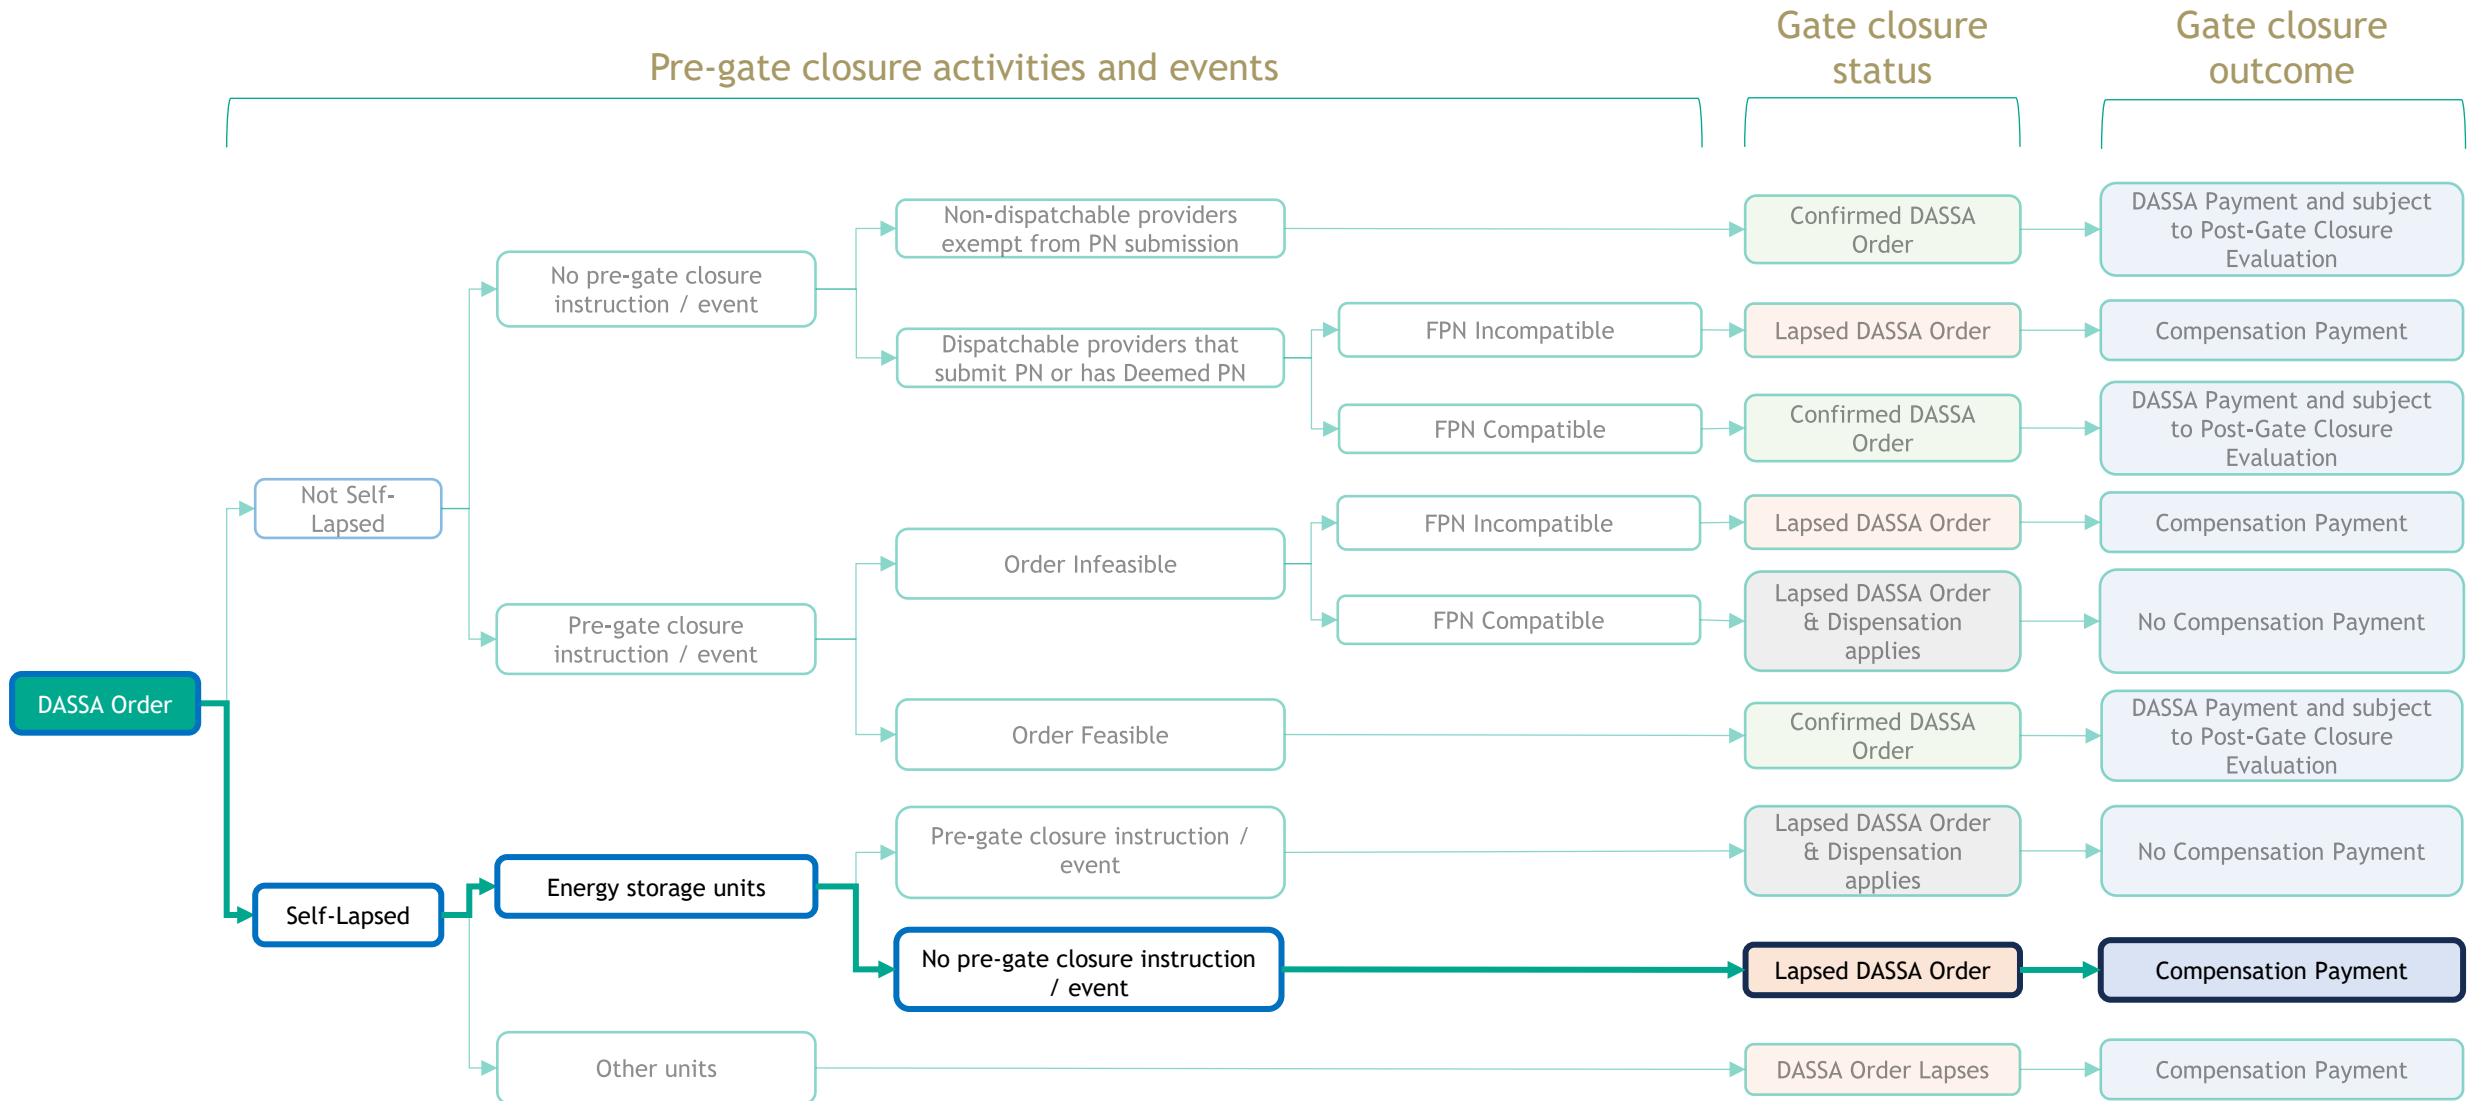 Pre-gate closure activities and events
Gate closure
status
Gate closure
outcome
Non-dispatchable providers
exempt from PN submission
Confirmed DASSA
Order
DASSA Payment and subject
to Post-Gate Closure
Evaluation
No pre-gate closure
instruction / event
Dispatchable providers that
submit PN or has Deemed PN
FPN Incompatible
Lapsed DASSA Order
Compensation Payment
FPN Compatible
Confirmed DASSA
Order
DASSA Payment and subject
to Post-Gate Closure
Evaluation
Not Self-
Lapsed
Order Infeasible
FPN Incompatible
Lapsed DASSA Order
Compensation Payment
Pre-gate closure
instruction / event
FPN Compatible
Lapsed DASSA Order
& Dispensation
applies
No Compensation Payment
DASSA Order
Order Feasible
Confirmed DASSA
Order
DASSA Payment and subject
to Post-Gate Closure
Evaluation
Pre-gate closure instruction /
event
Lapsed DASSA Order
& Dispensation
applies
No Compensation Payment
Self-Lapsed
Energy storage units
No pre-gate closure instruction
/ event
Lapsed DASSA Order
Compensation Payment
Other units
DASSA Order Lapses
Compensation Payment